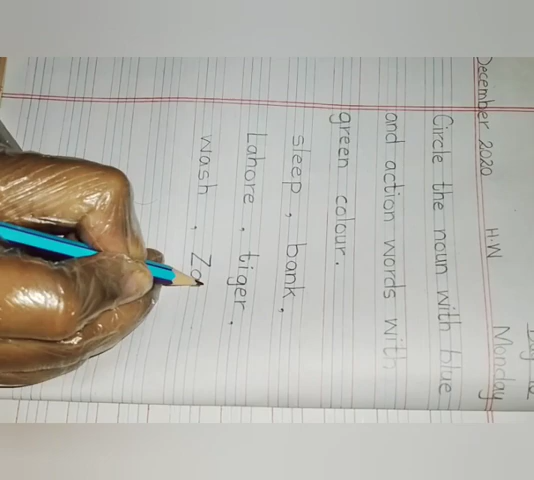 Monday
December 2020 H.W
Circle the noun with blue
and action words with
green colour.
sleep, bank,
Lahore, tiger,
wash, Zo